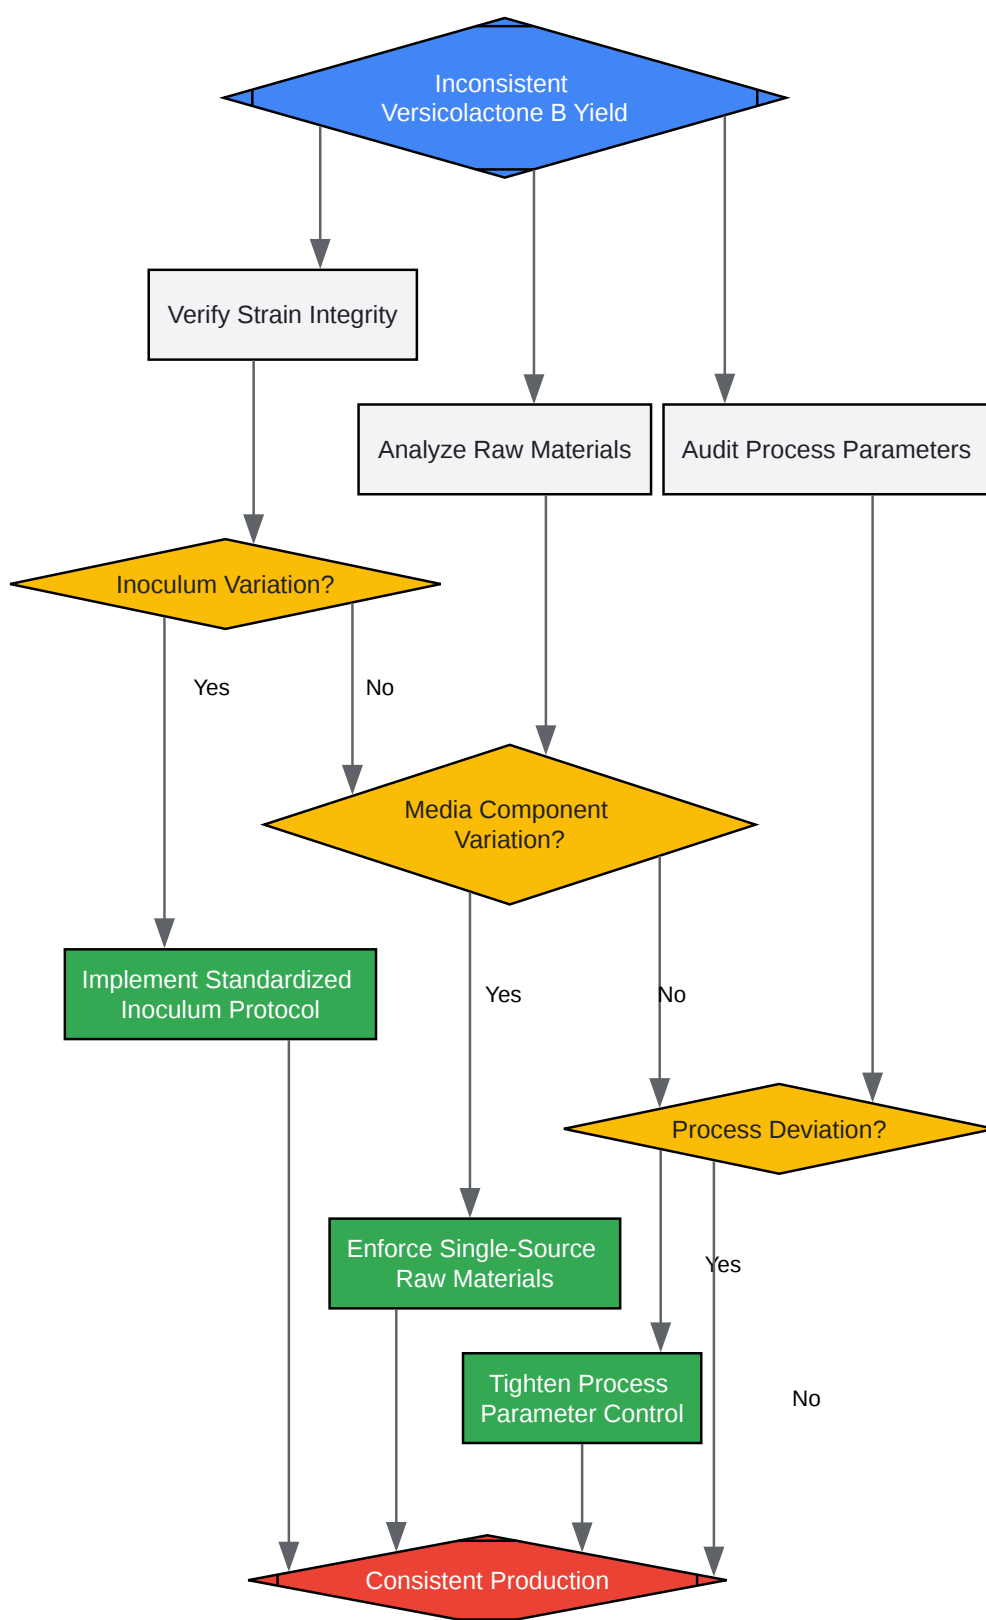 Inconsistent
Versicolactone B Yield
Verify Strain Integrity
Analyze Raw Materials
Audit Process Parameters
Inoculum Variation?
Yes
No
Media Component
Variation?
Implement Standardized
Inoculum Protocol
Yes
No
Process Deviation?
Enforce Single-Source
Raw Materials
Yes
Tighten Process
Parameter Control
No
Consistent Production